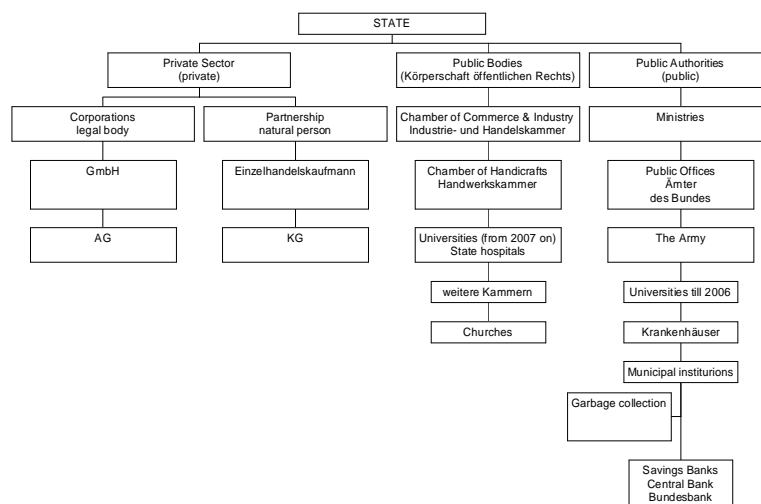 STATE
Private Sector
(private)
Public Bodies
(Körperschaft öffentlichen Rechts)
Public Authorities
(public)
Corporations
legal body
Partnership
natural person
Chamber of Commerce & Industry
Industrie- und Handelskammer
Ministries
GmbH
Einzelhandelskaufmann
Chamber of Handicrafts
Handwerkskammer
Public Offices
Ämter
des Bundes
AG
KG
Universities (from 2007 on)
State hospitals
The Army
weitere Kammern
Universities till 2006
Churches
Krankenhäuser
Municipal institurions
Garbage collection
Savings Banks
Central Bank
Bundesbank